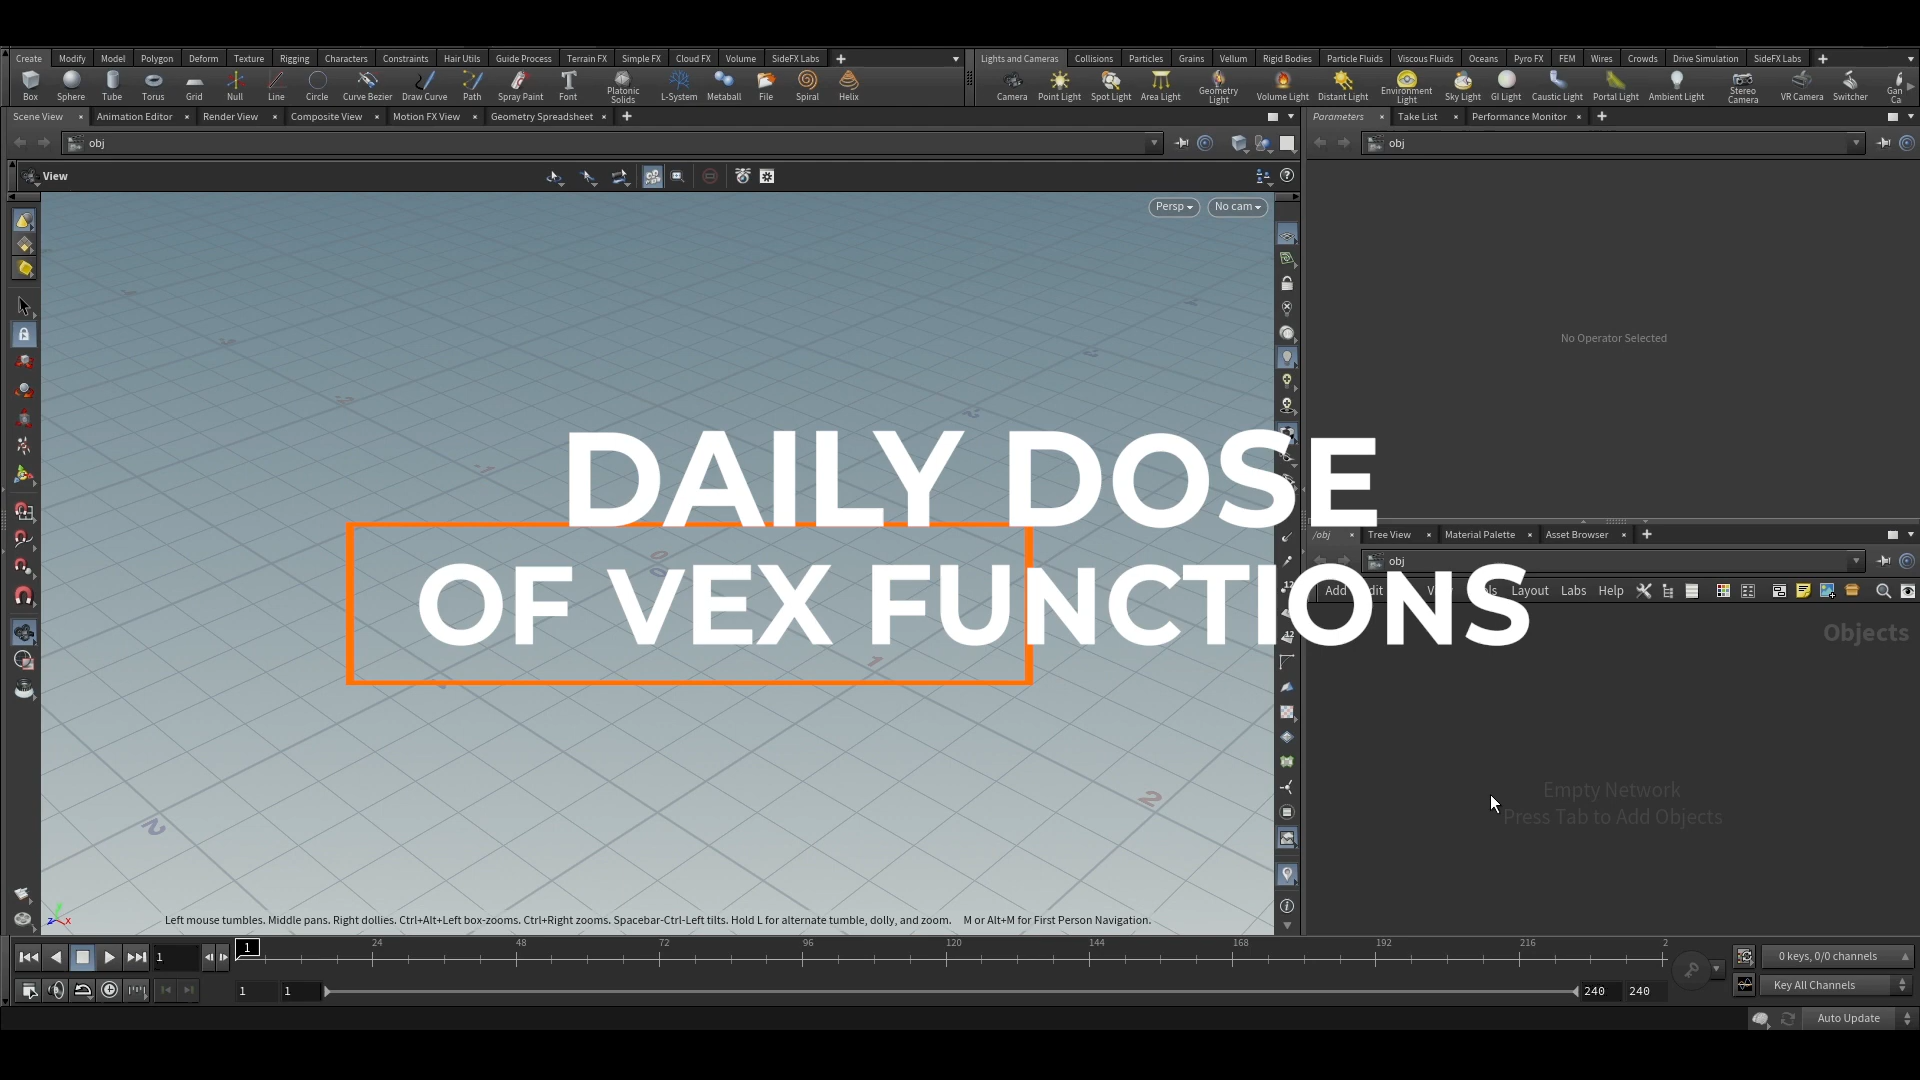 Create Modify Model Polygon Deform Texture Rigging Characters Constraints Hair Utils Guide Process Terrain FX Simple FX Cloud FX Volume SideFX Labs
Lights and Cameras Collisions Particles Grains Vellum Rigid Bodies Particle Fluids Viscous Fluids Oceans Pyro FX FEM Wires Crowds Drive Simulation SideFX Labs
Box Sphere Tube Torus Grid Null Line Circle Curve Bezier Draw Curve Path Spray Paint Font Platonic Solids L-System Metaball File Spiral Helix
Camera Point Light Spot Light Area Light Geometry Light Volume Light Distant Light Environment Light Sky Light GI Light Caustic Light Portal Light Ambient Light Stereo Camera VR Camera Switcher Gan Ca
Scene View Animation Editor Render View Composite View Motion FX View Geometry Spreadsheet
Parameters Take List Performance Monitor
obj
obj
View
Persp No cam
No Operator Selected
DAILY DOSE
OF VEX FUNCTIONS
/obj Tree View Material Palette Asset Browser
obj
Add Layout Labs Help
Objects
Empty Network
Press Tab to Add Objects
0
1
2
2
z x
Left mouse tumbles. Middle pans. Right dollies. Ctrl+Alt+Left box-zooms. Ctrl+Right zooms. Spacebar-Ctrl-Left tilts. Hold L for alternate tumble, dolly, and zoom. M or Alt+M for First Person Navigation.
1 1 24 48 72 96 120 144 168 192 216 2
0 keys, 0/0 channels
1 1 240 240
Key All Channels
Auto Update